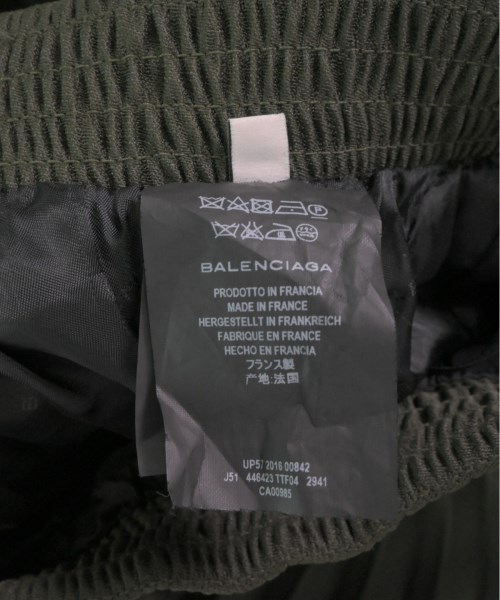 BALENCIAGA
PRODOTTO IN FRANCIA
MADE IN FRANCE
HERGESTELLT IN FRANKREICH
FABRIQUE EN FRANCE
HECHO EN FRANCIA
フランス製
产地:法国
UP57 2016 00842
J51 446423 TTF04 2941
CA00985